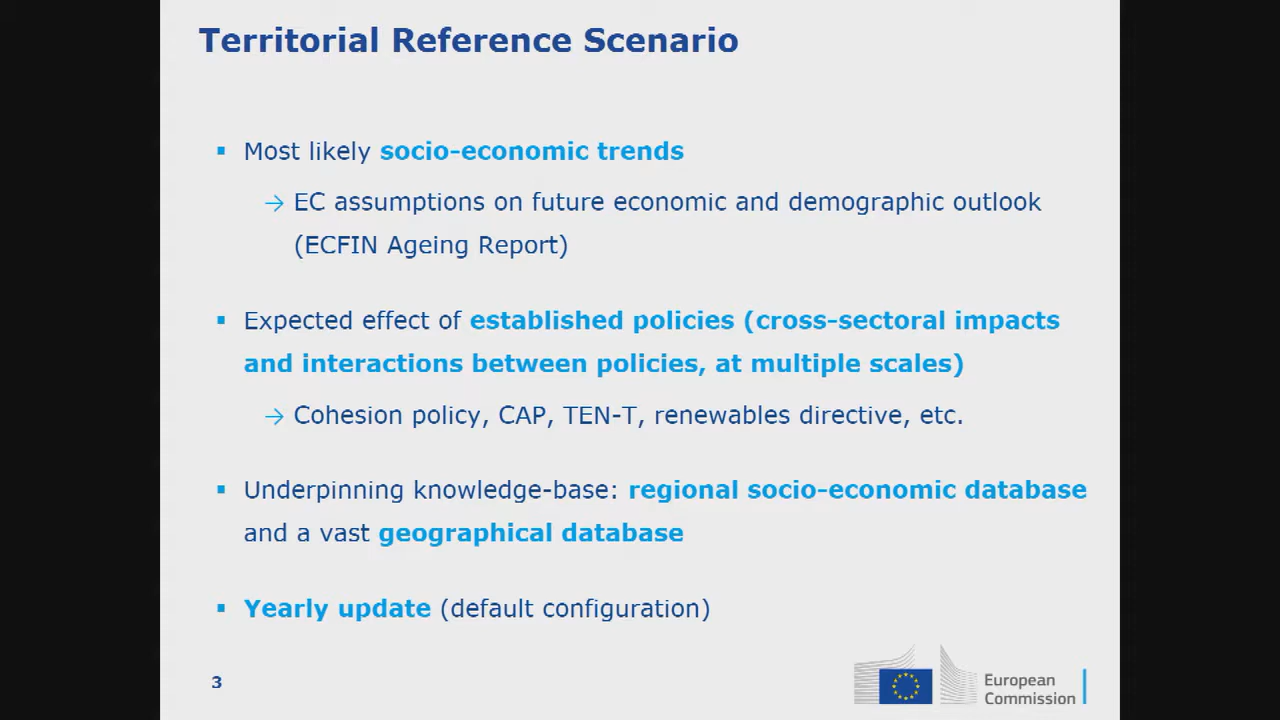 Territorial Reference Scenario
▪ Most likely socio-economic trends
→ EC assumptions on future economic and demographic outlook
(ECFIN Ageing Report)
▪ Expected effect of established policies (cross-sectoral impacts
and interactions between policies, at multiple scales)
→ Cohesion policy, CAP, TEN-T, renewables directive, etc.
▪ Underpinning knowledge-base: regional socio-economic database
and a vast geographical database
▪ Yearly update (default configuration)
3
European
Commission